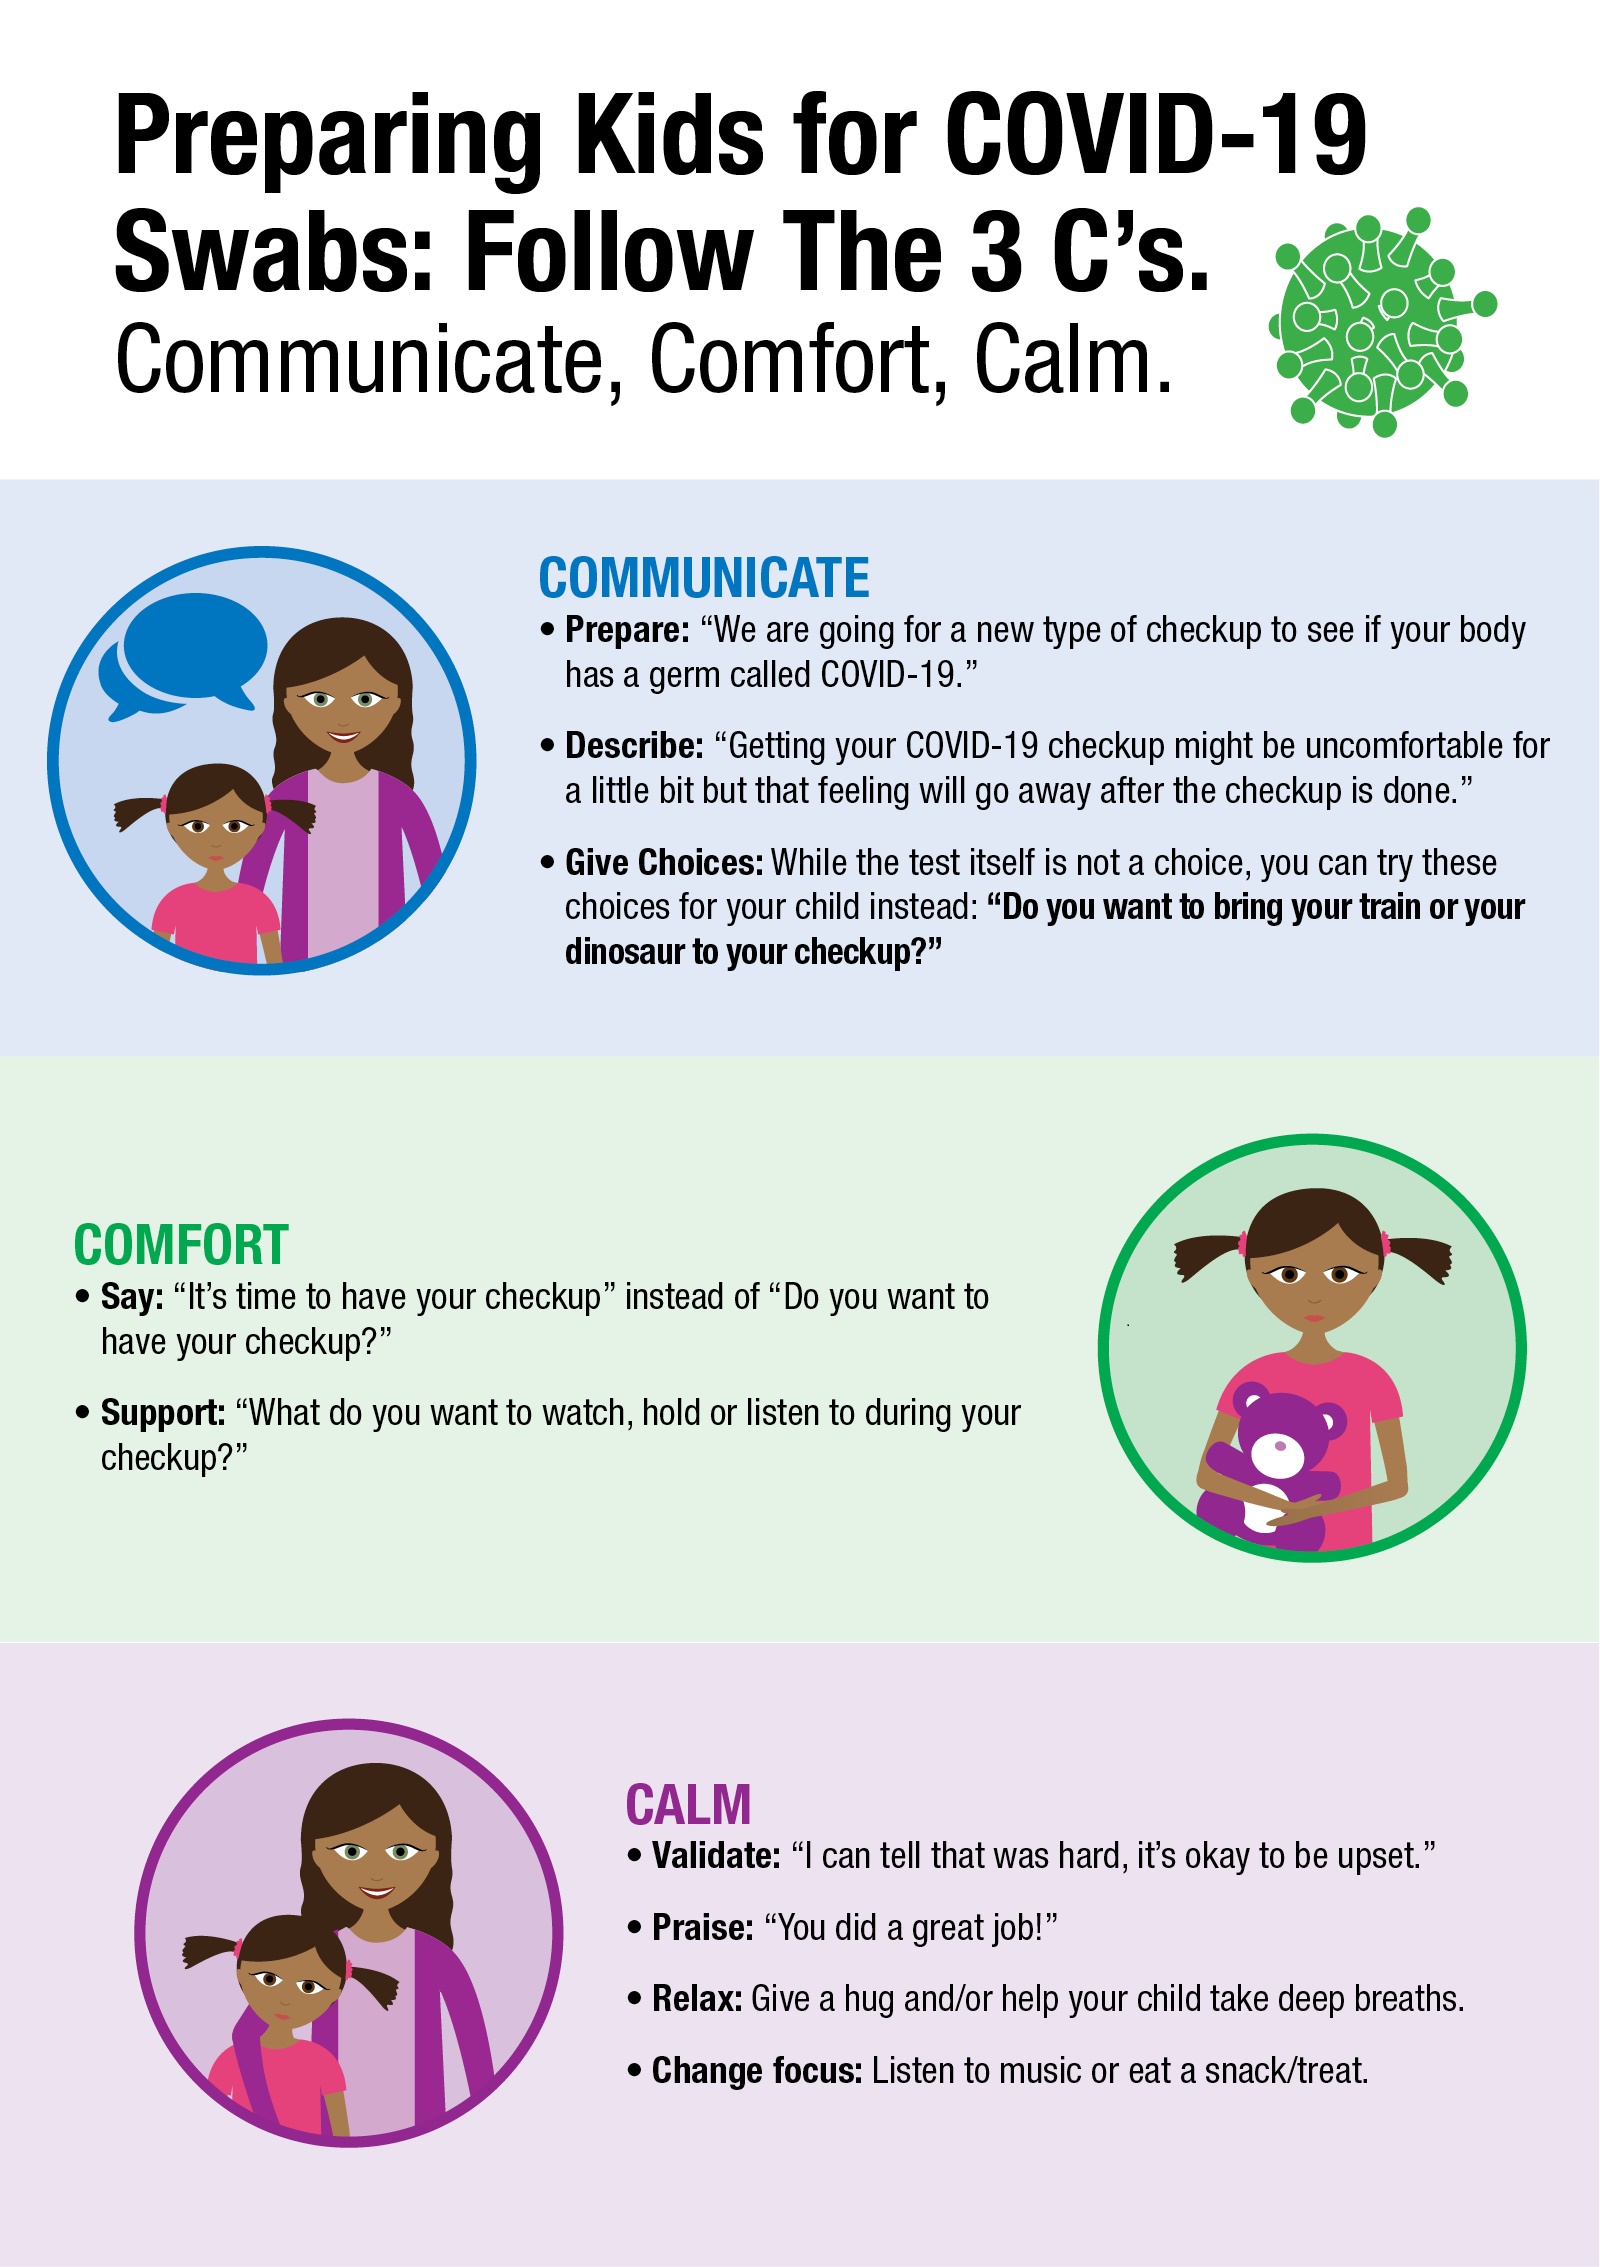 Preparing Kids for COVID-19
Swabs: Follow The 3 C’s.
Communicate, Comfort, Calm.
COMMUNICATE
• Prepare: “We are going for a new type of checkup to see if your body
has a germ called COVID-19.”
• Describe: “Getting your COVID-19 checkup might be uncomfortable for
a little bit but that feeling will go away after the checkup is done.”
• Give Choices: While the test itself is not a choice, you can try these
choices for your child instead: “Do you want to bring your train or your
dinosaur to your checkup?”
COMFORT
• Say: “It’s time to have your checkup” instead of “Do you want to
have your checkup?”
• Support: “What do you want to watch, hold or listen to during your
checkup?”
CALM
• Validate: “I can tell that was hard, it’s okay to be upset.”
• Praise: “You did a great job!”
• Relax: Give a hug and/or help your child take deep breaths.
• Change focus: Listen to music or eat a snack/treat.